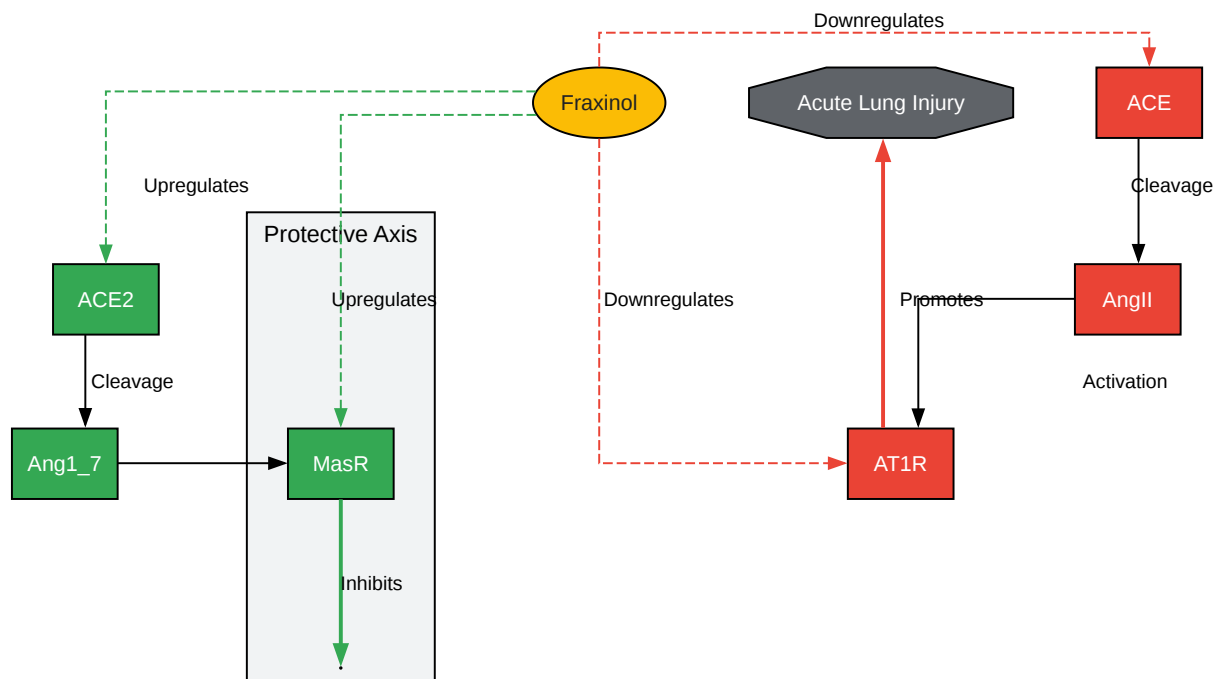 Downregulates
Fraxinol
Acute Lung Injury
ACE
Upregulates
Cleavage
Protective Axis
ACE2
Upregulates
Downregulates
Promotes
AngII
Cleavage
Activation
Ang1_7
MasR
AT1R
Inhibits